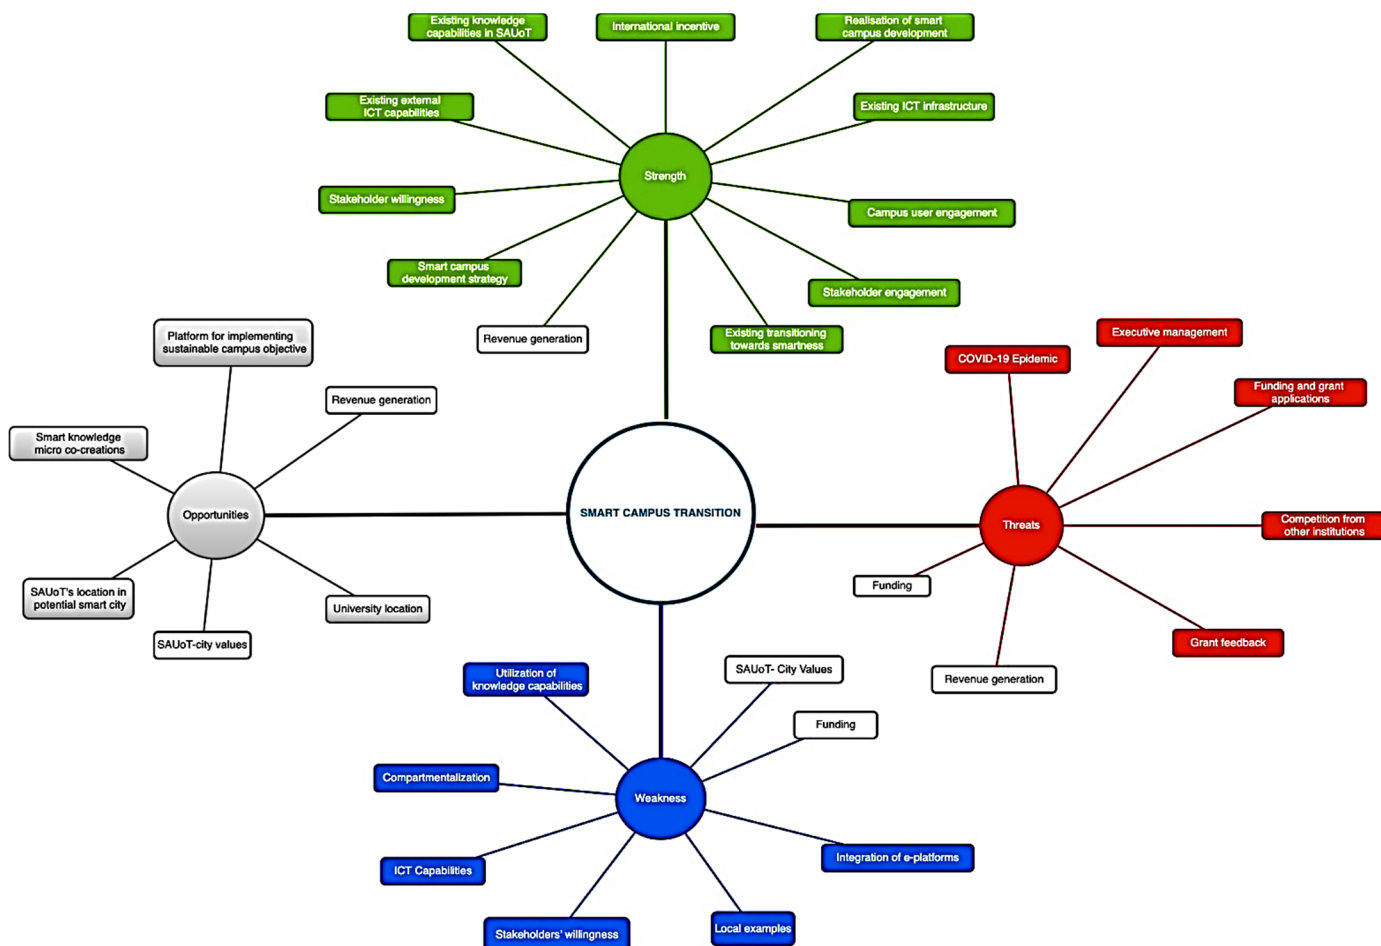 Existing knowledge
capabilities in SAUoT
International incentive
Realisation of smart
campus development
Existing external
ICT capabilities
Existing ICT infrastructure
Strength
Stakeholder willingness
Campus user engagement
Smart campus
development strategy
Stakeholder engagement
Revenue generation
Existing transitioning
towards smartness
Platform for implementing
sustainable campus objective
Revenue generation
Smart knowledge
micro co-creations
Opportunities
SAUoT's location in
potential smart city
SAUoT-city values
University location
SMART CAMPUS TRANSITION
COVID-19 Epidemic
Executive management
Funding and grant
applications
Threats
Competition from
other institutions
Funding
Grant feedback
Revenue generation
Utilization of
knowledge capabilities
SAUoT- City Values
Funding
Compartmentalization
Weakness
ICT Capabilities
Integration of e-platforms
Stakeholders' willingness
Local examples